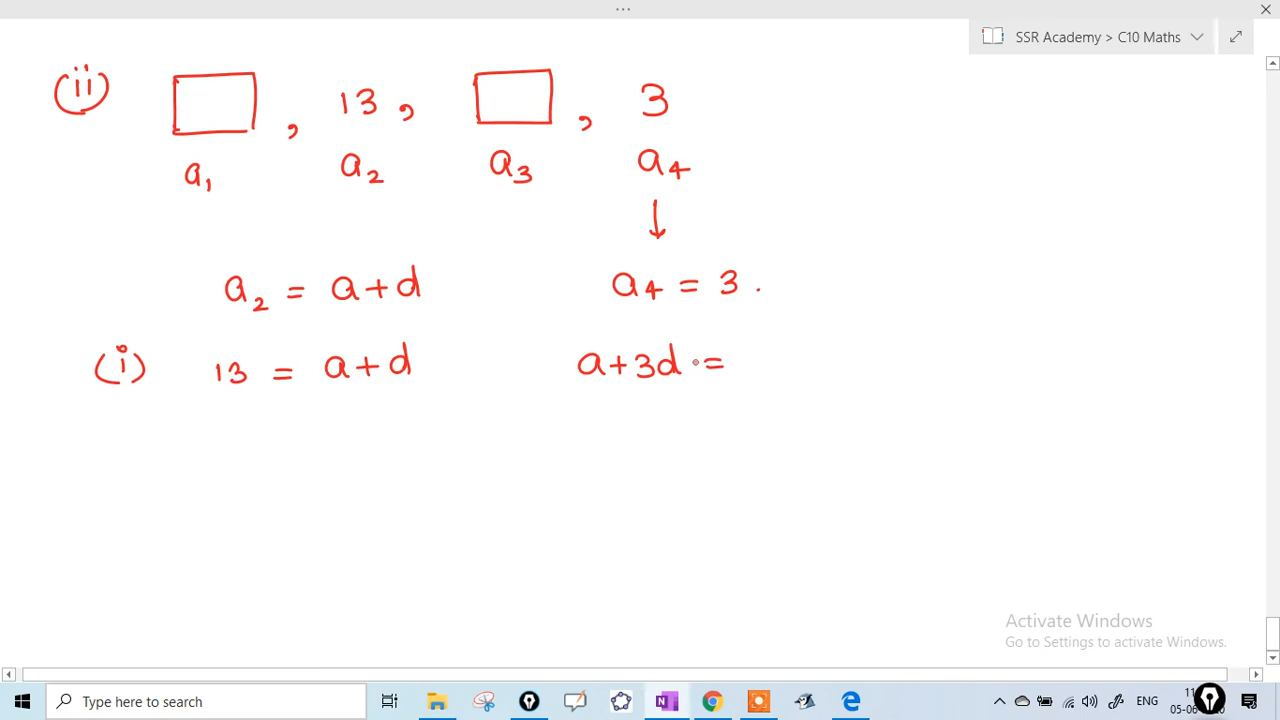 SSR Academy > C10 Maths
(ii) , 13 , , 3
a₁ a₂ a₃ a₄
↓
a₂ = a + d a₄ = 3 .
(i) 13 = a + d a + 3d =
Activate Windows
Go to Settings to activate Windows.
Type here to search
ENG